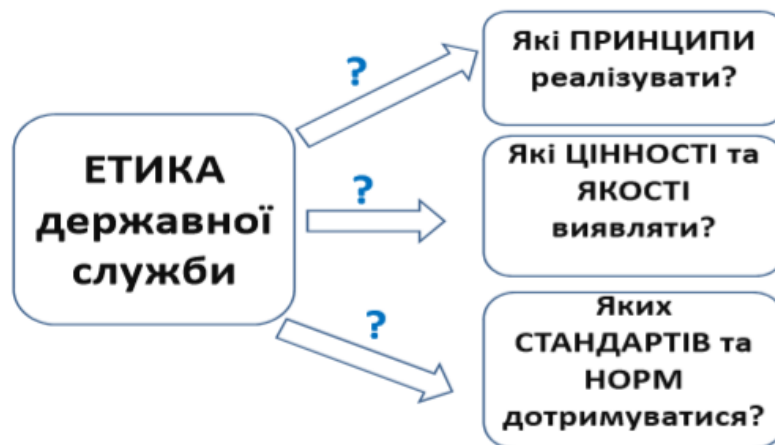 Які ПРИНЦИПИ
реалізувати?
?
ЕТИКА
державної
служби
?
Які ЦІННОСТІ та
ЯКОСТІ
виявляти?
?
Яких
СТАНДАРТІВ та
НОРМ
дотримуватися?